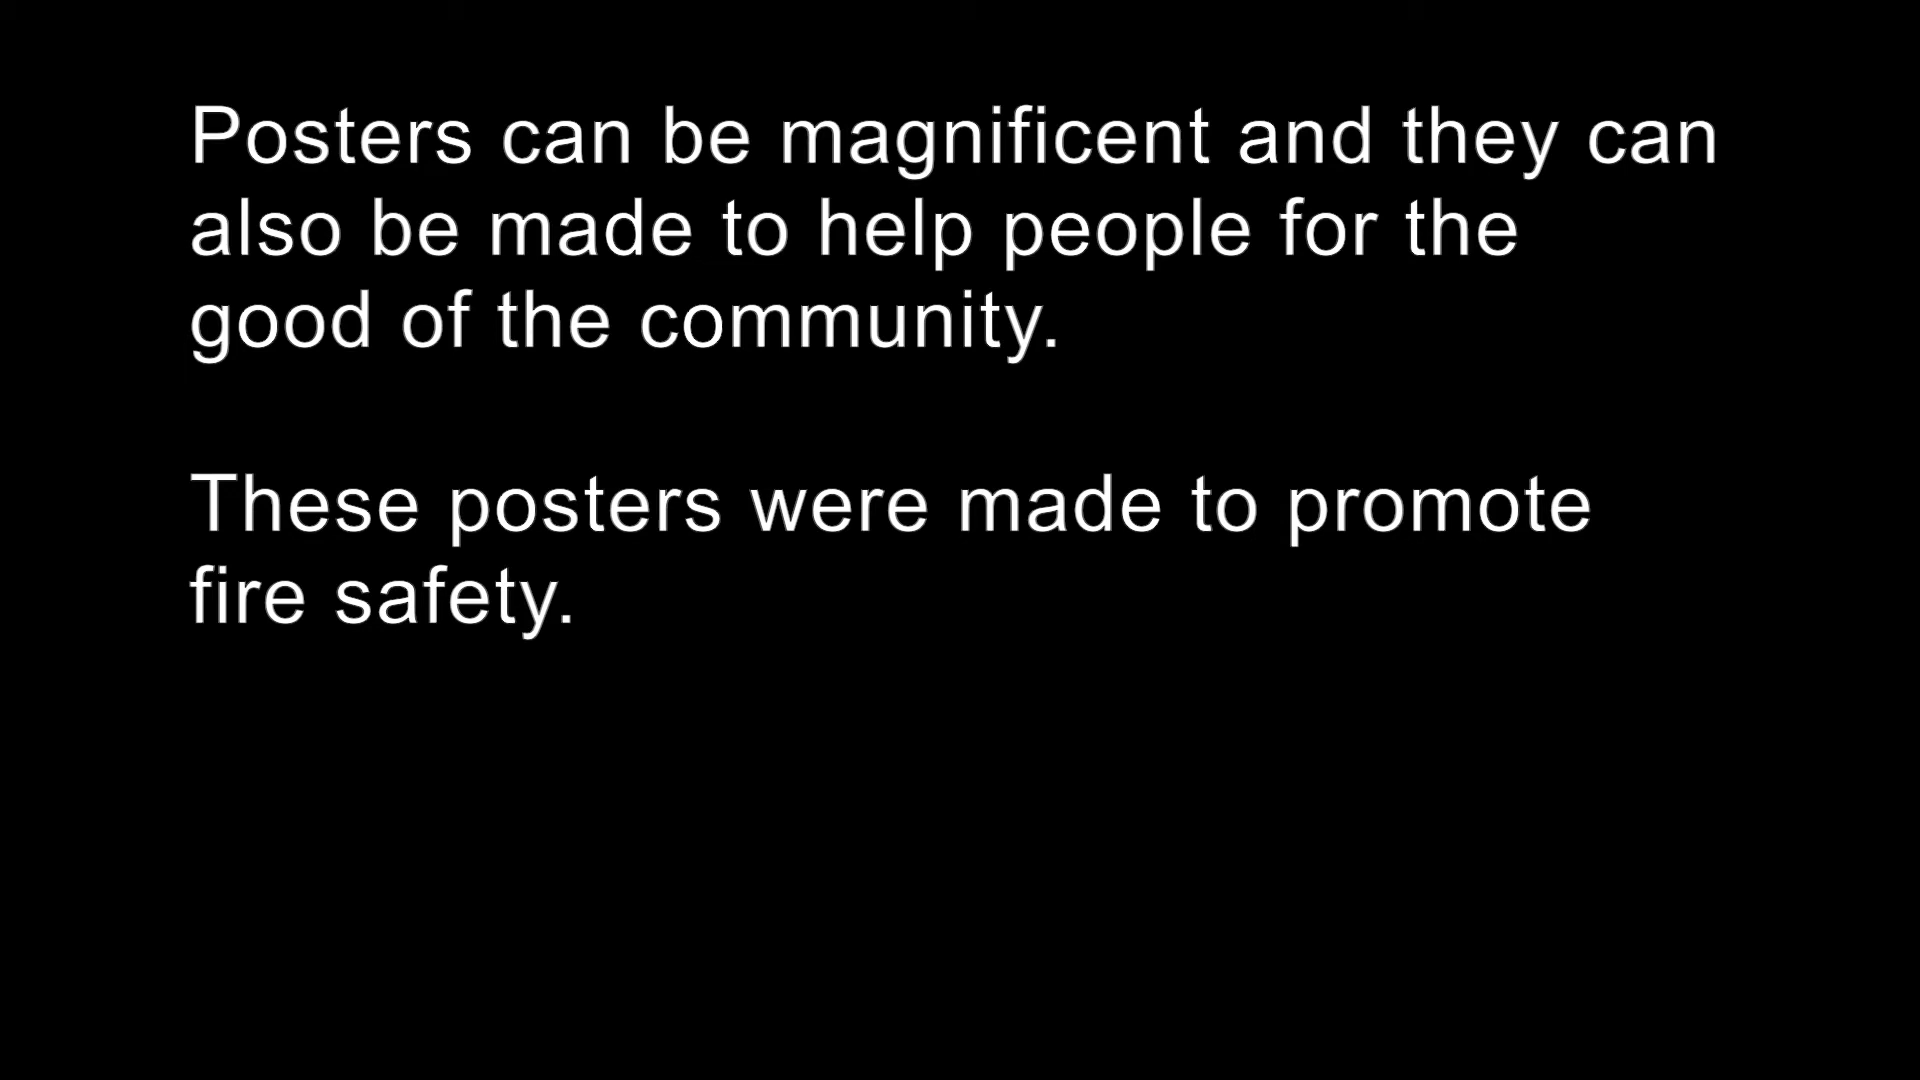 Posters can be magnificent and they can
also be made to help people for the
good of the community.
These posters were made to promote
fire safety.